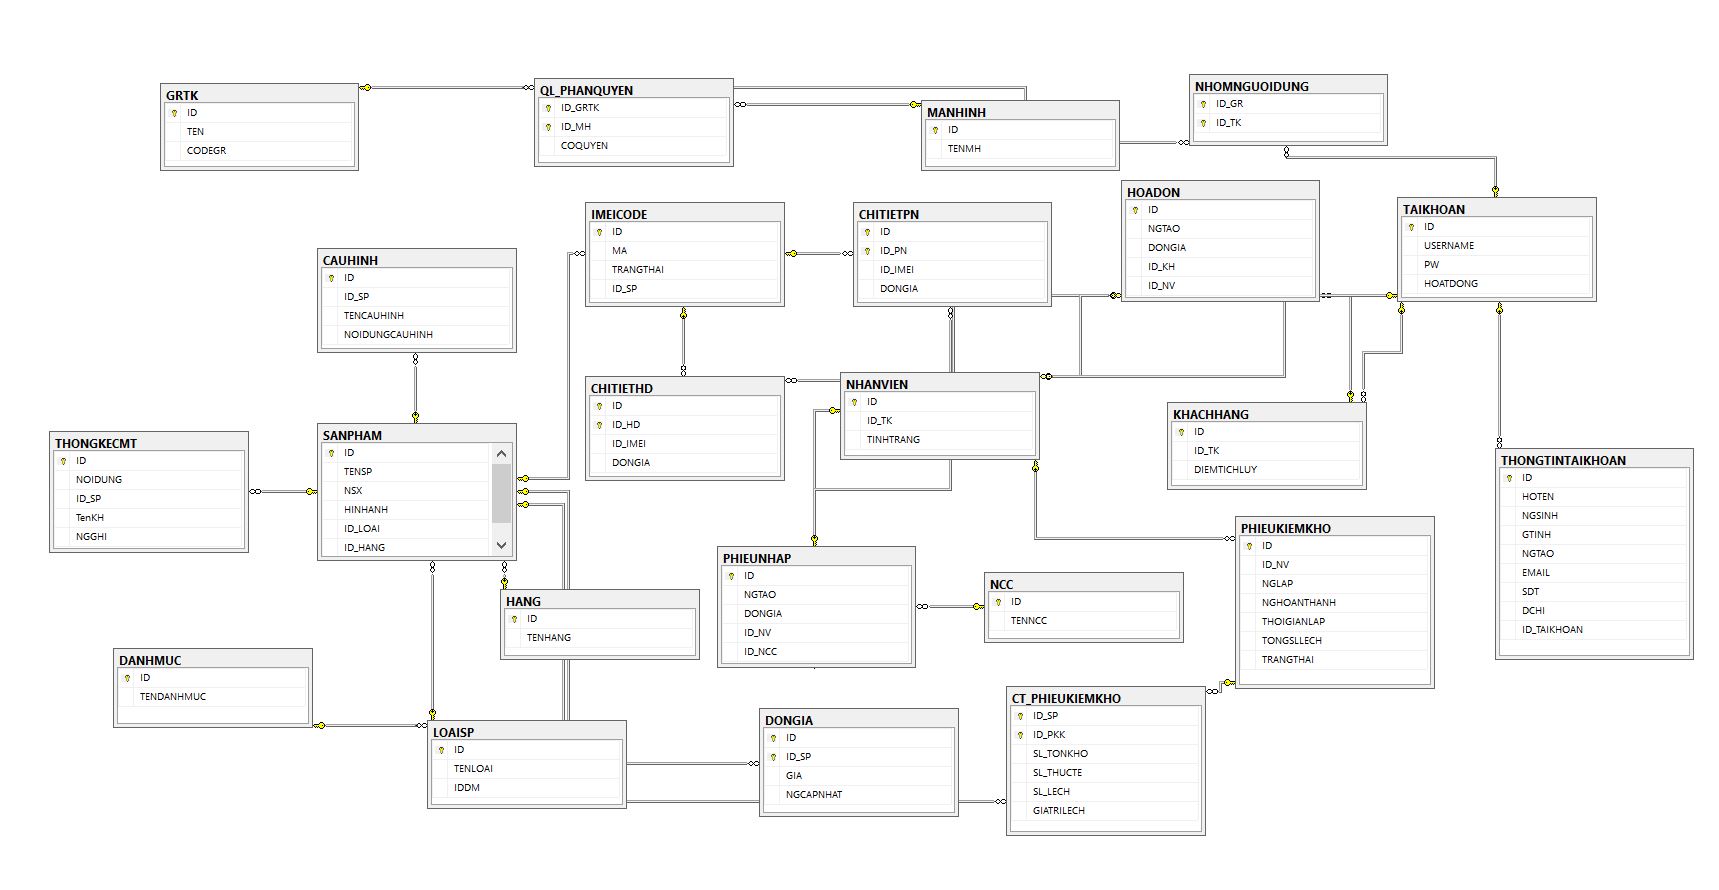 GRTK
ID
TEN
CODEGR
QL_PHANQUYEN
ID_GRTK
ID_MH
COQUYEN
MANHINH
ID
TENMH
NHOMNGUOIDUNG
ID_GR
ID_TK
HOADON
ID
NGTAO
DONGIA
ID_KH
ID_NV
TAIKHOAN
ID
USERNAME
PW
HOATDONG
IMEICODE
ID
MA
TRANGTHAI
ID_SP
CHITIETPN
ID
ID_PN
ID_IMEI
DONGIA
CAUHINH
ID
ID_SP
TENCAUHINH
NOIDUNGCAUHINH
CHITIETHD
ID
ID_HD
ID_IMEI
DONGIA
NHANVIEN
ID
ID_TK
TINHTRANG
KHACHHANG
ID
ID_TK
DIEMTICHLUY
THONGKECMT
ID
NOIDUNG
ID_SP
TenKH
NGGHI
SANPHAM
ID
TENSP
NSX
HINHANH
ID_LOAI
ID_HANG
THONGTINTAIKHOAN
ID
HOTEN
NGSINH
GTINH
NGTAO
EMAIL
SDT
DCHI
ID_TAIKHOAN
PHIEUKIEMKHO
ID
ID_NV
NGLAP
NGHOANTHANH
THOIGIANLAP
TONGSLLECH
TRANGTHAI
PHIEUNHAP
ID
NGTAO
DONGIA
ID_NV
ID_NCC
NCC
ID
TENNCC
HANG
ID
TENHANG
DANHMUC
ID
TENDANHMUC
LOAISP
ID
TENLOAI
IDDM
DONGIA
ID
ID_SP
GIA
NGCAPNHAT
CT_PHIEUKIEMKHO
ID_SP
ID_PKK
SL_TONKHO
SL_THUCTE
SL_LECH
GIATRILECH